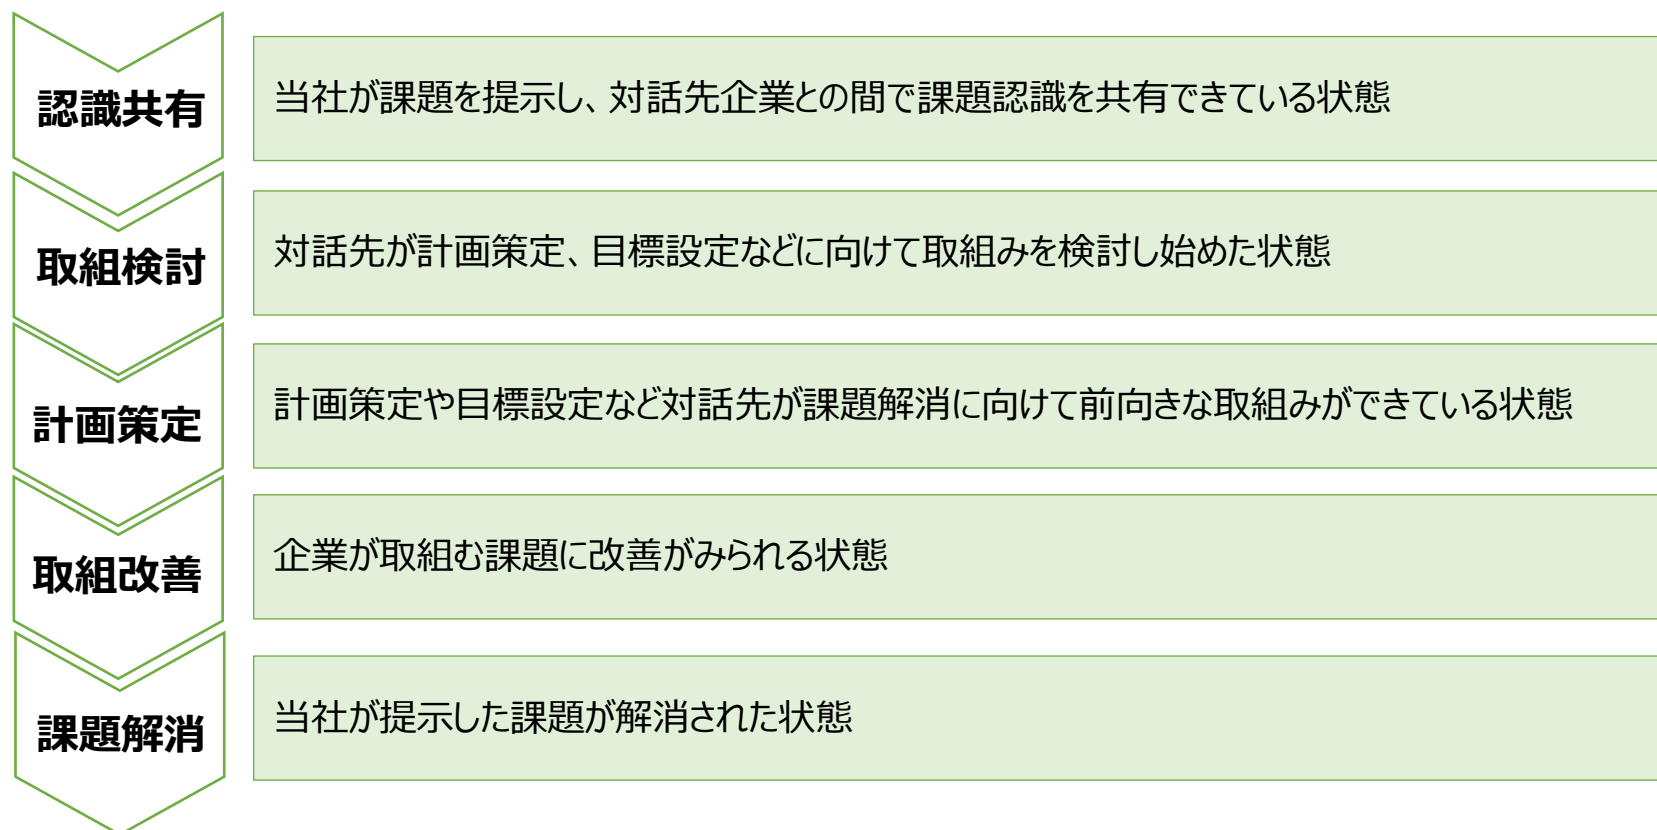 認識共有
当社が課題を提示し、対話先企業との間で課題認識を共有できている状態
取組検討
対話先が計画策定、目標設定などに向けて取組みを検討し始めた状態
計画策定
計画策定や目標設定など対話先が課題解消に向けて前向きな取組みができている状態
取組改善
企業が取組む課題に改善がみられる状態
課題解消
当社が提示した課題が解消された状態